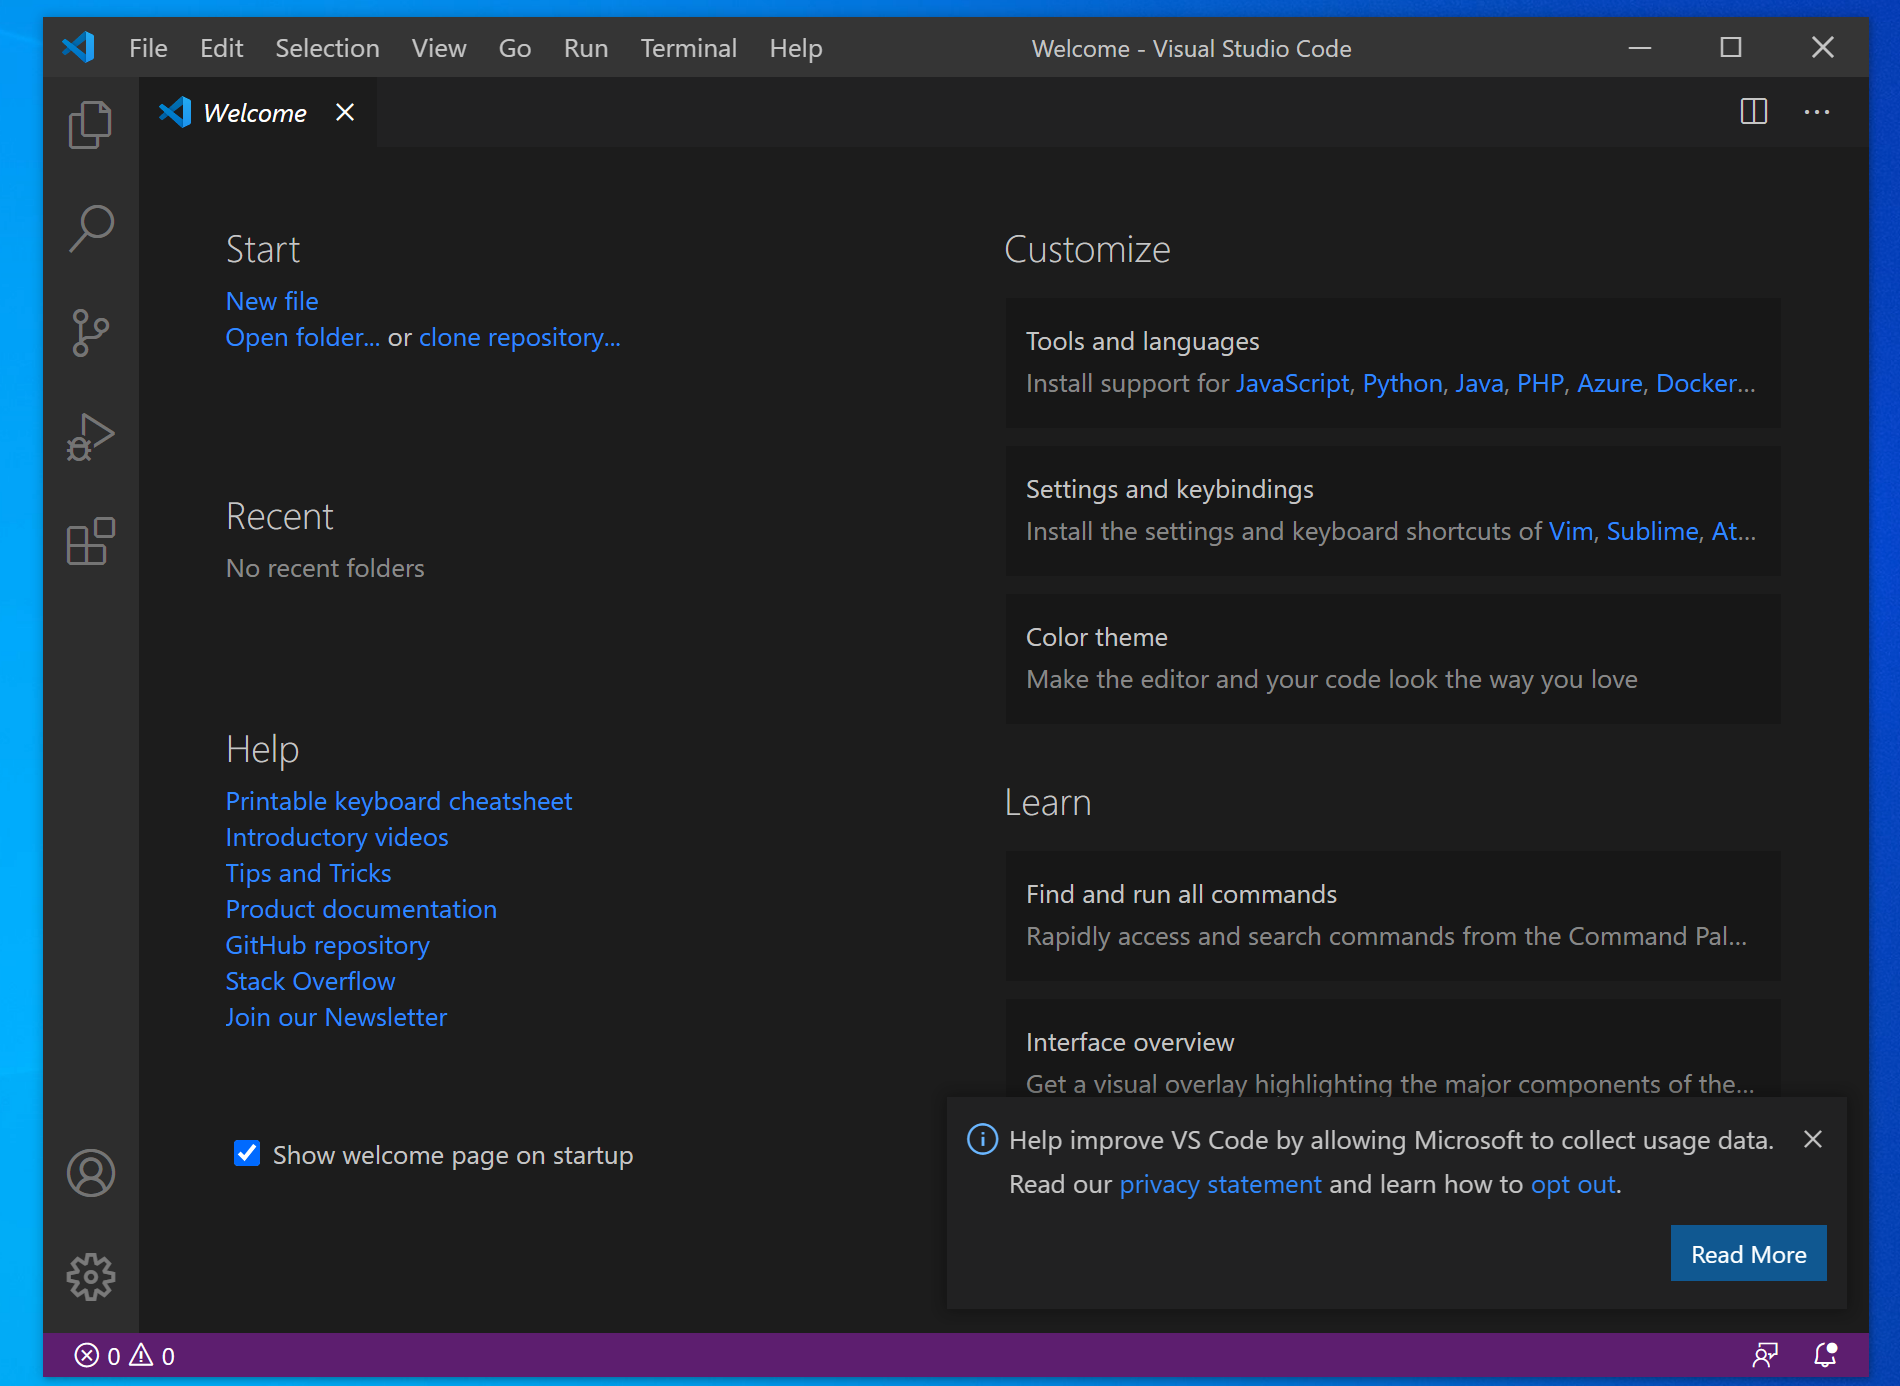 File Edit Selection View Go Run Terminal Help Welcome - Visual Studio Code
Welcome
Start
New file
Open folder... or clone repository...
Recent
No recent folders
Help
Printable keyboard cheatsheet
Introductory videos
Tips and Tricks
Product documentation
GitHub repository
Stack Overflow
Join our Newsletter
Show welcome page on startup
Customize
Tools and languages
Install support for JavaScript, Python, Java, PHP, Azure, Docker...
Settings and keybindings
Install the settings and keyboard shortcuts of Vim, Sublime, At...
Color theme
Make the editor and your code look the way you love
Learn
Find and run all commands
Rapidly access and search commands from the Command Pal...
Interface overview
Get a visual overlay highlighting the major components of the...
Help improve VS Code by allowing Microsoft to collect usage data.
Read our privacy statement and learn how to opt out.
Read More
0 0